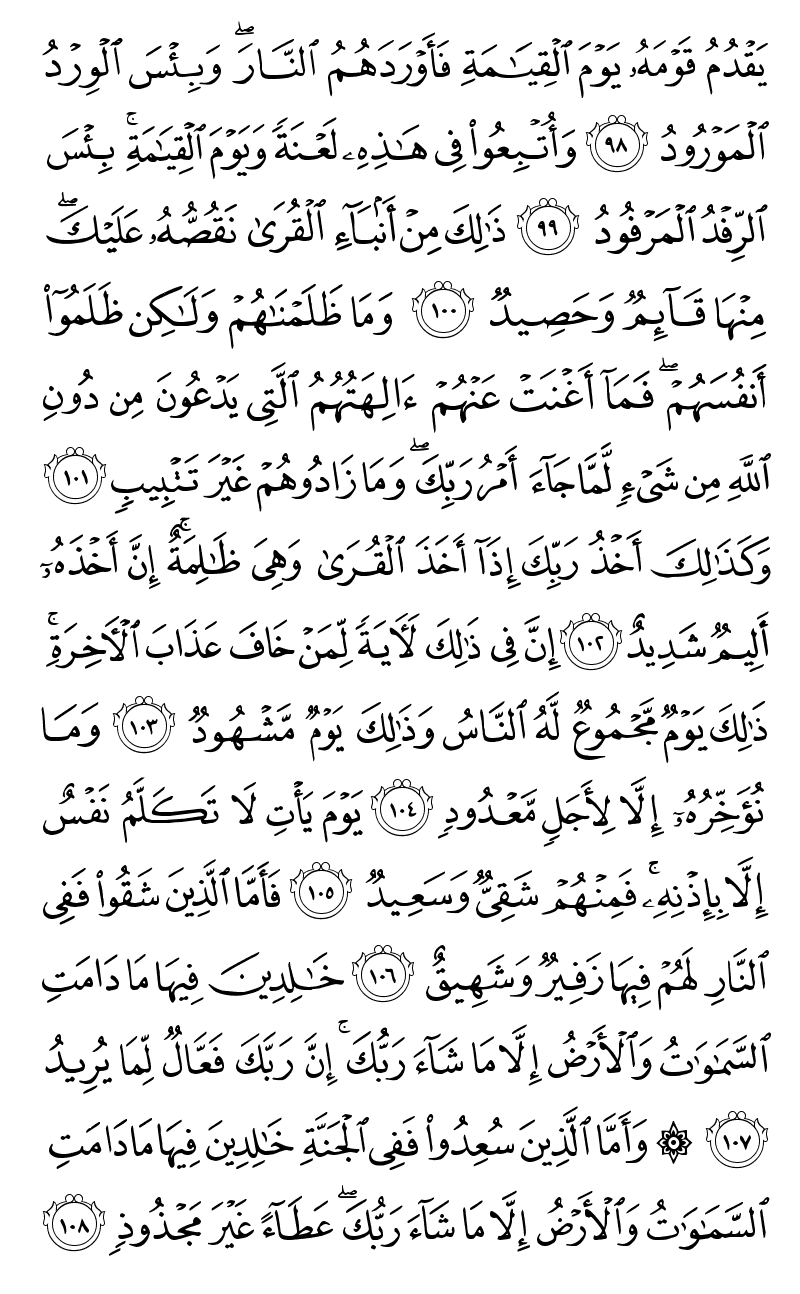 يَقْدُمُ قَوْمَهُۥ يَوْمَ ٱلْقِيَٰمَةِ فَأَوْرَدَهُمُ ٱلنَّارَ ۖ وَبِئْسَ ٱلْوِرْدُ
ٱلْمَوْرُودُ ٩٨ وَأُتْبِعُوا۟ فِى هَٰذِهِۦ لَعْنَةً وَيَوْمَ ٱلْقِيَٰمَةِ ۚ بِئْسَ
ٱلرِّفْدُ ٱلْمَرْفُودُ ٩٩ ذَٰلِكَ مِنْ أَنۢبَآءِ ٱلْقُرَىٰ نَقُصُّهُۥ عَلَيْكَ ۖ
مِنْهَا قَآئِمٌ وَحَصِيدٌ ١٠٠ وَمَا ظَلَمْنَٰهُمْ وَلَٰكِن ظَلَمُوٓا۟
أَنفُسَهُمْ ۖ فَمَآ أَغْنَتْ عَنْهُمْ ءَالِهَتُهُمُ ٱلَّتِى يَدْعُونَ مِن دُونِ
ٱللَّهِ مِن شَىْءٍ لَّمَّا جَآءَ أَمْرُ رَبِّكَ ۖ وَمَا زَادُوهُمْ غَيْرَ تَتْبِيبٍ ١٠١
وَكَذَٰلِكَ أَخْذُ رَبِّكَ إِذَآ أَخَذَ ٱلْقُرَىٰ وَهِىَ ظَٰلِمَةٌ ۚ إِنَّ أَخْذَهُۥٓ
أَلِيمٌ شَدِيدٌ ١٠٢ إِنَّ فِى ذَٰلِكَ لَءَايَةً لِّمَنْ خَافَ عَذَابَ ٱلْءَاخِرَةِ ۚ
ذَٰلِكَ يَوْمٌ مَّجْمُوعٌ لَّهُ ٱلنَّاسُ وَذَٰلِكَ يَوْمٌ مَّشْهُودٌ ١٠٣ وَمَا
نُؤَخِّرُهُۥٓ إِلَّا لِأَجَلٍ مَّعْدُودٍ ١٠٤ يَوْمَ يَأْتِ لَا تَكَلَّمُ نَفْسٌ
إِلَّا بِإِذْنِهِۦ ۚ فَمِنْهُمْ شَقِىٌّ وَسَعِيدٌ ١٠٥ فَأَمَّا ٱلَّذِينَ شَقُوا۟ فَفِى
ٱلنَّارِ لَهُمْ فِيهَا زَفِيرٌ وَشَهِيقٌ ١٠٦ خَٰلِدِينَ فِيهَا مَا دَامَتِ
ٱلسَّمَٰوَٰتُ وَٱلْأَرْضُ إِلَّا مَا شَآءَ رَبُّكَ ۚ إِنَّ رَبَّكَ فَعَّالٌ لِّمَا يُرِيدُ
١٠٧ ۞ وَأَمَّا ٱلَّذِينَ سُعِدُوا۟ فَفِى ٱلْجَنَّةِ خَٰلِدِينَ فِيهَا مَا دَامَتِ
ٱلسَّمَٰوَٰتُ وَٱلْأَرْضُ إِلَّا مَا شَآءَ رَبُّكَ ۖ عَطَآءً غَيْرَ مَجْذُوذٍ ١٠٨